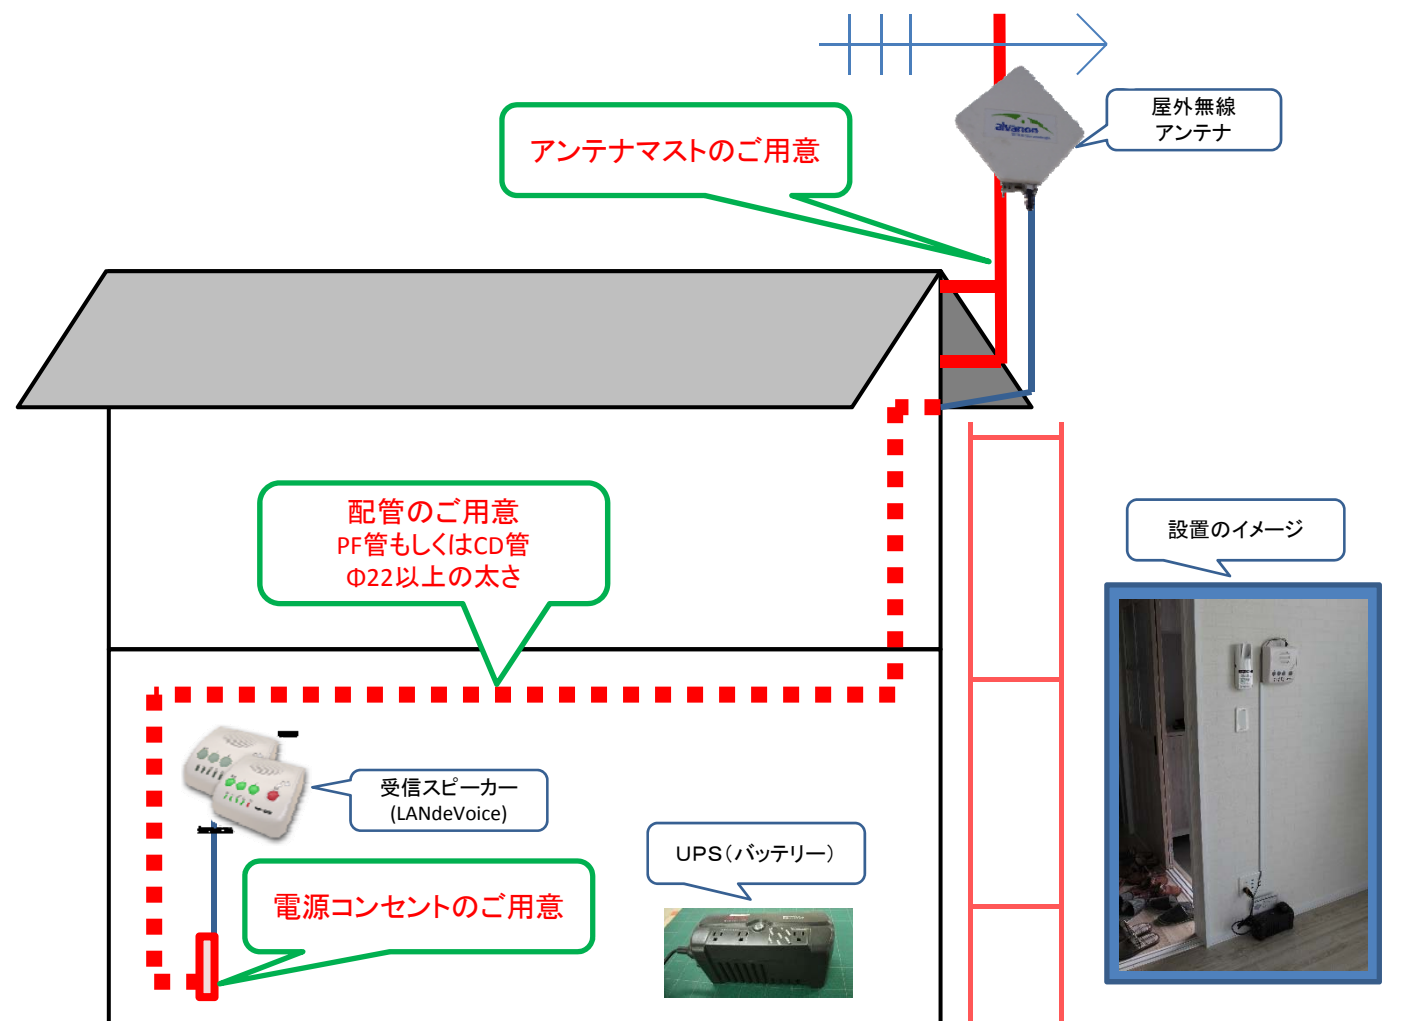 屋外無線
アンテナ
alvarion
アンテナマストのご用意
配管のご用意
PF管もしくはCD管
Φ22以上の太さ
設置のイメージ
受信スピーカー
(LANdeVoice)
UPS（バッテリー）
電源コンセントのご用意